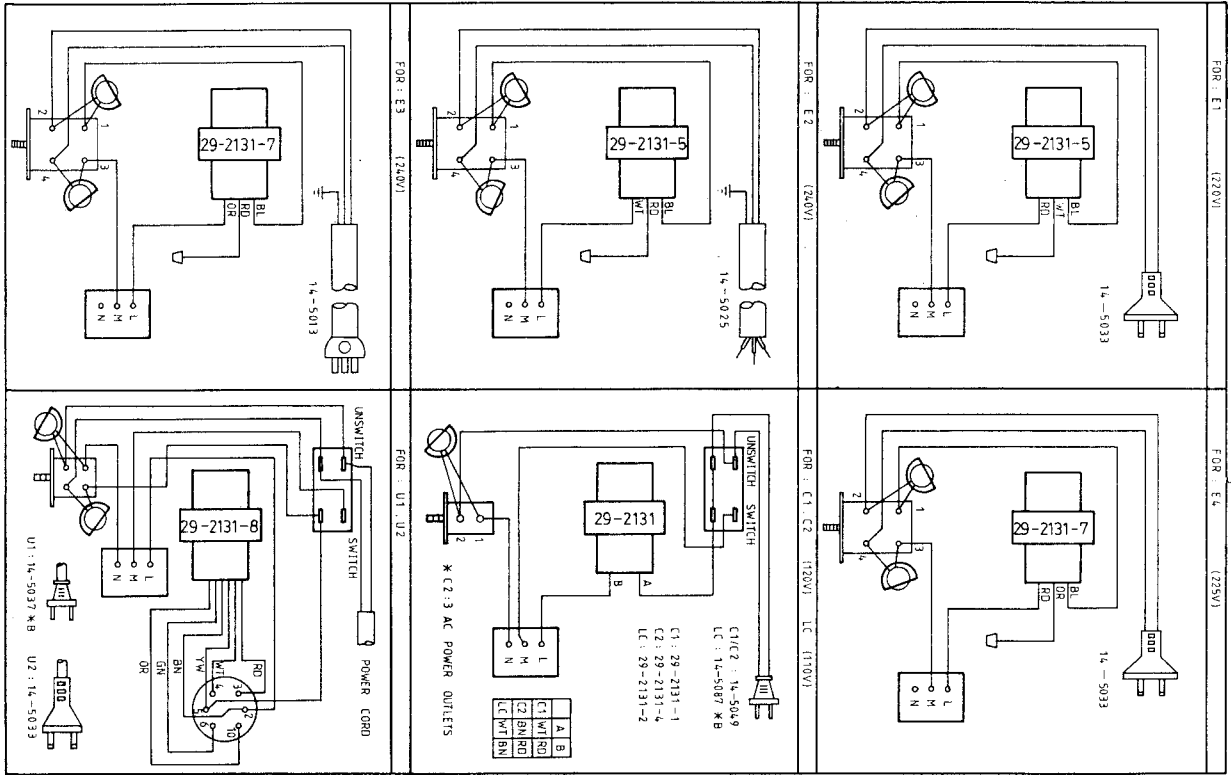 FOR : E3 (240V)
1
2
3
4
29-2131-7
BL
RD
OR
14-5013
L
M
N
FOR : E2 (240V)
1
2
3
4
29-2131-5
BL
RD
WT
14-5025
L
M
N
FOR : E1 (220V)
1
2
3
4
29-2131-5
BL
WT
RD
14-5033
L
M
N
FOR : U1 . U2
UNSWITCH
SWITCH
POWER CORD
29-2131-8
L
M
N
RD
WT
YW
BN
GN
OR
3
4
2
5
6
10
U1 : 14-5037 *B
U2 : 14-5033
FOR : C1 . C2 (120V) LC (110V)
UNSWITCH SWITCH
29-2131
A
B
1
2
L
M
N
C1/C2 : 14-5049
LC : 14-5087 *B
C1 : 29-2131-1
C2 : 29-2131-4
LC : 29-2131-2
A B
C1 WT RD
C2 BN RD
LC WT BN
* C2 : 3 AC POWER OUTLETS
FOR : E4 (225V)
1
2
3
4
29-2131-7
BL
OR
RD
14-5033
L
M
N